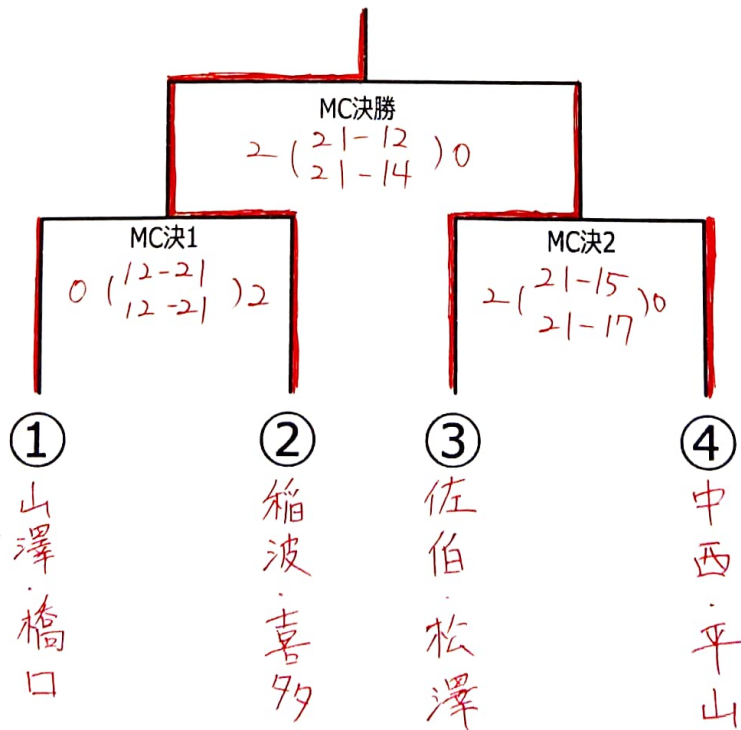 MC決勝
2 ( 21-12
21-14 ) 0
MC決1
0 ( 12-21
12-21 ) 2
MC決2
2 ( 21-15
21-17 ) 0
① ② ③ ④
山澤・橋口
稲波・喜多
佐伯・松澤
中西・平山